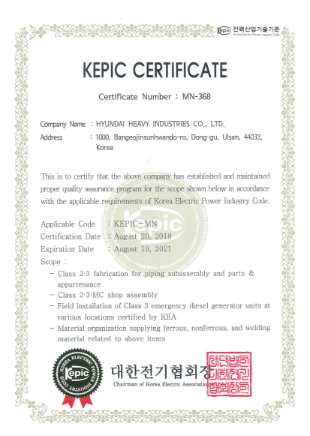 kepic 전력산업기술기준
Korea Electric Power Industry Code
KEPIC CERTIFICATE
Certificate Number : MN-368
Company Name : HYUNDAI HEAVY INDUSTRIES CO., LTD.
Address : 1000, Bangeojinsunhwando-ro, Dong-gu, Ulsan, 44032,
Korea
This is to certify that the above company has established and maintained
proper quality assurance program for the scope shown below in accordance
with the applicable requirements of Korea Electric Power Industry Code.
Applicable Code : KEPIC-MN
Certification Date : August 20, 2018
Expiration Date : August 19, 2021
Scope :
- Class 2·3 fabrication for piping subassembly and parts &
appurtenance
- Class 2·3·MC shop assembly
- Field installation of Class 3 emergency diesel generator units at
various locations certified by KEA
- Material organization supplying ferrous, nonferrous, and welding
material related to above items
kepic
대한전기협회장
Chairman of Korea Electric Association